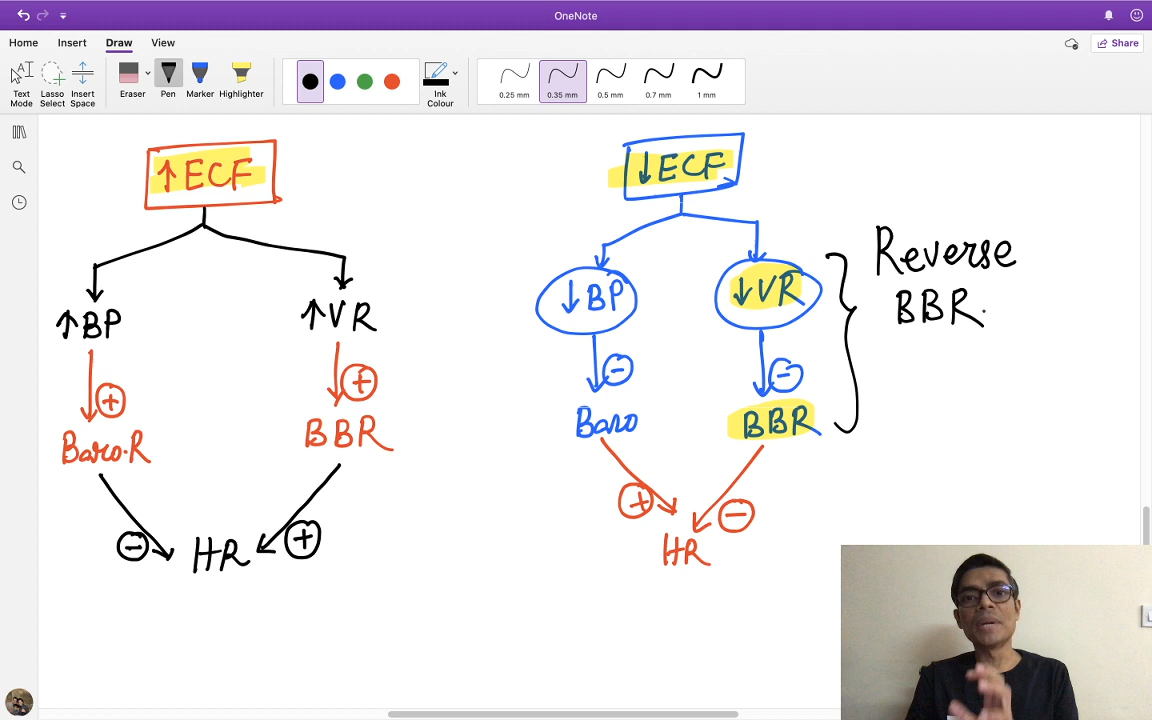 OneNote
Home Insert Draw View
Share
Text Mode
Lasso Select
Insert Space
Eraser
Pen
Marker
Highlighter
Ink Colour
0.25 mm
0.35 mm
0.5 mm
0.7 mm
1 mm
↑ECF
↑BP
↑VR
+
+
Baro.R
BBR
-
HR
+
↓ECF
↓BP
↓VR
-
-
Baro
BBR
+
-
HR
Reverse
BBR.